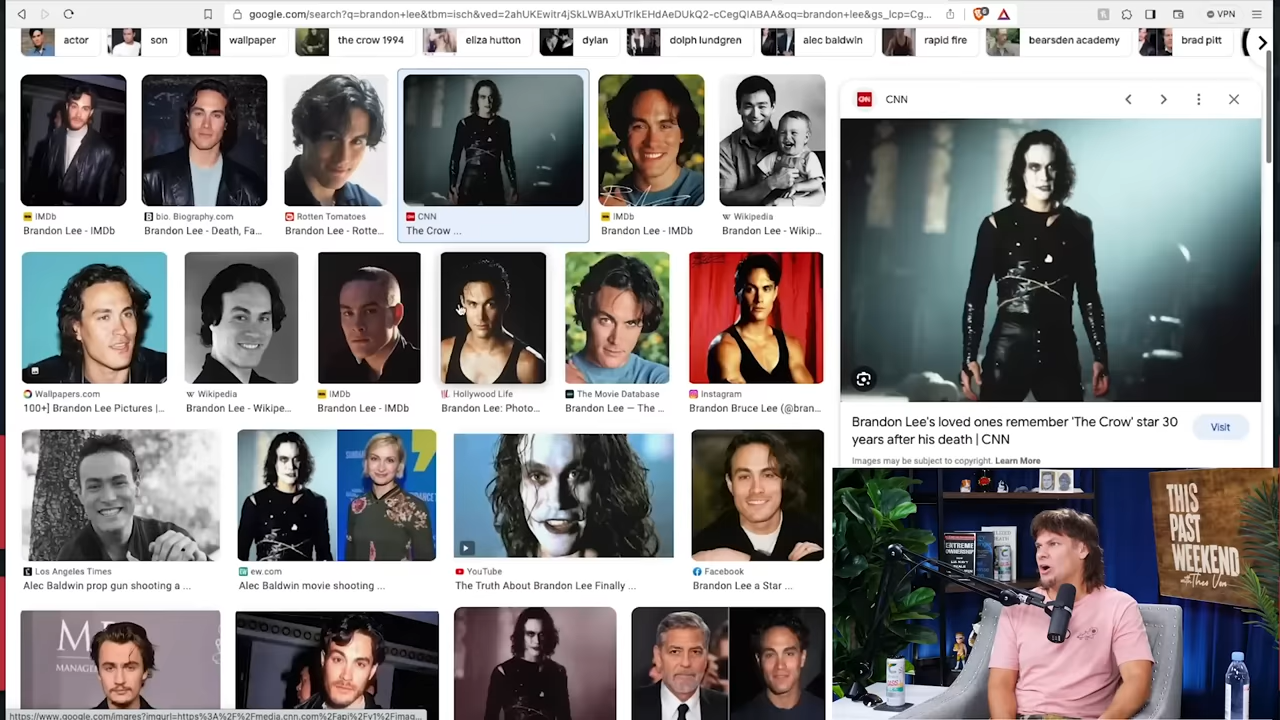 google.com/search?q=brandon+lee&tbm=isch&ved=2ahUKEwitr4jSkLWBAxUTrIkEHdAeDUkQ2-cCegQIABAA&oq=brandon+lee&gs_lcp=Cg...
6
VPN
actor
son
wallpaper
the crow 1994
eliza hutton
dylan
dolph lundgren
alec baldwin
rapid fire
bearsden academy
brad pitt
IMDb
Brandon Lee - IMDb
bio. Biography.com
Brandon Lee - Death, Fa...
Rotten Tomatoes
Brandon Lee - Rotte...
CNN
The Crow ...
IMDb
Brandon Lee - IMDb
Wikipedia
Brandon Lee - Wikip...
CNN
Wallpapers.com
100+] Brandon Lee Pictures |...
Wikipedia
Brandon Lee - Wikipe...
IMDb
Brandon Lee - IMDb
Hollywood Life
Brandon Lee: Photo...
The Movie Database
Brandon Lee — The ...
Instagram
Brandon Bruce Lee (@bran...
Brandon Lee's loved ones remember 'The Crow' star 30
years after his death | CNN
Visit
Images may be subject to copyright. Learn More
Los Angeles Times
Alec Baldwin prop gun shooting a ...
ew.com
Alec Baldwin movie shooting ...
YouTube
The Truth About Brandon Lee Finally ...
Facebook
Brandon Lee a Star ...
MANAGE
EXTREME
OWNERSHIP
THIS
PAST
WEEKEND
with Theo Von
https://www.google.com/imgres?imgurl=https%3A%2F%2Fmedia.cnn.com%2Fapi%2Fv1%2Fimag...